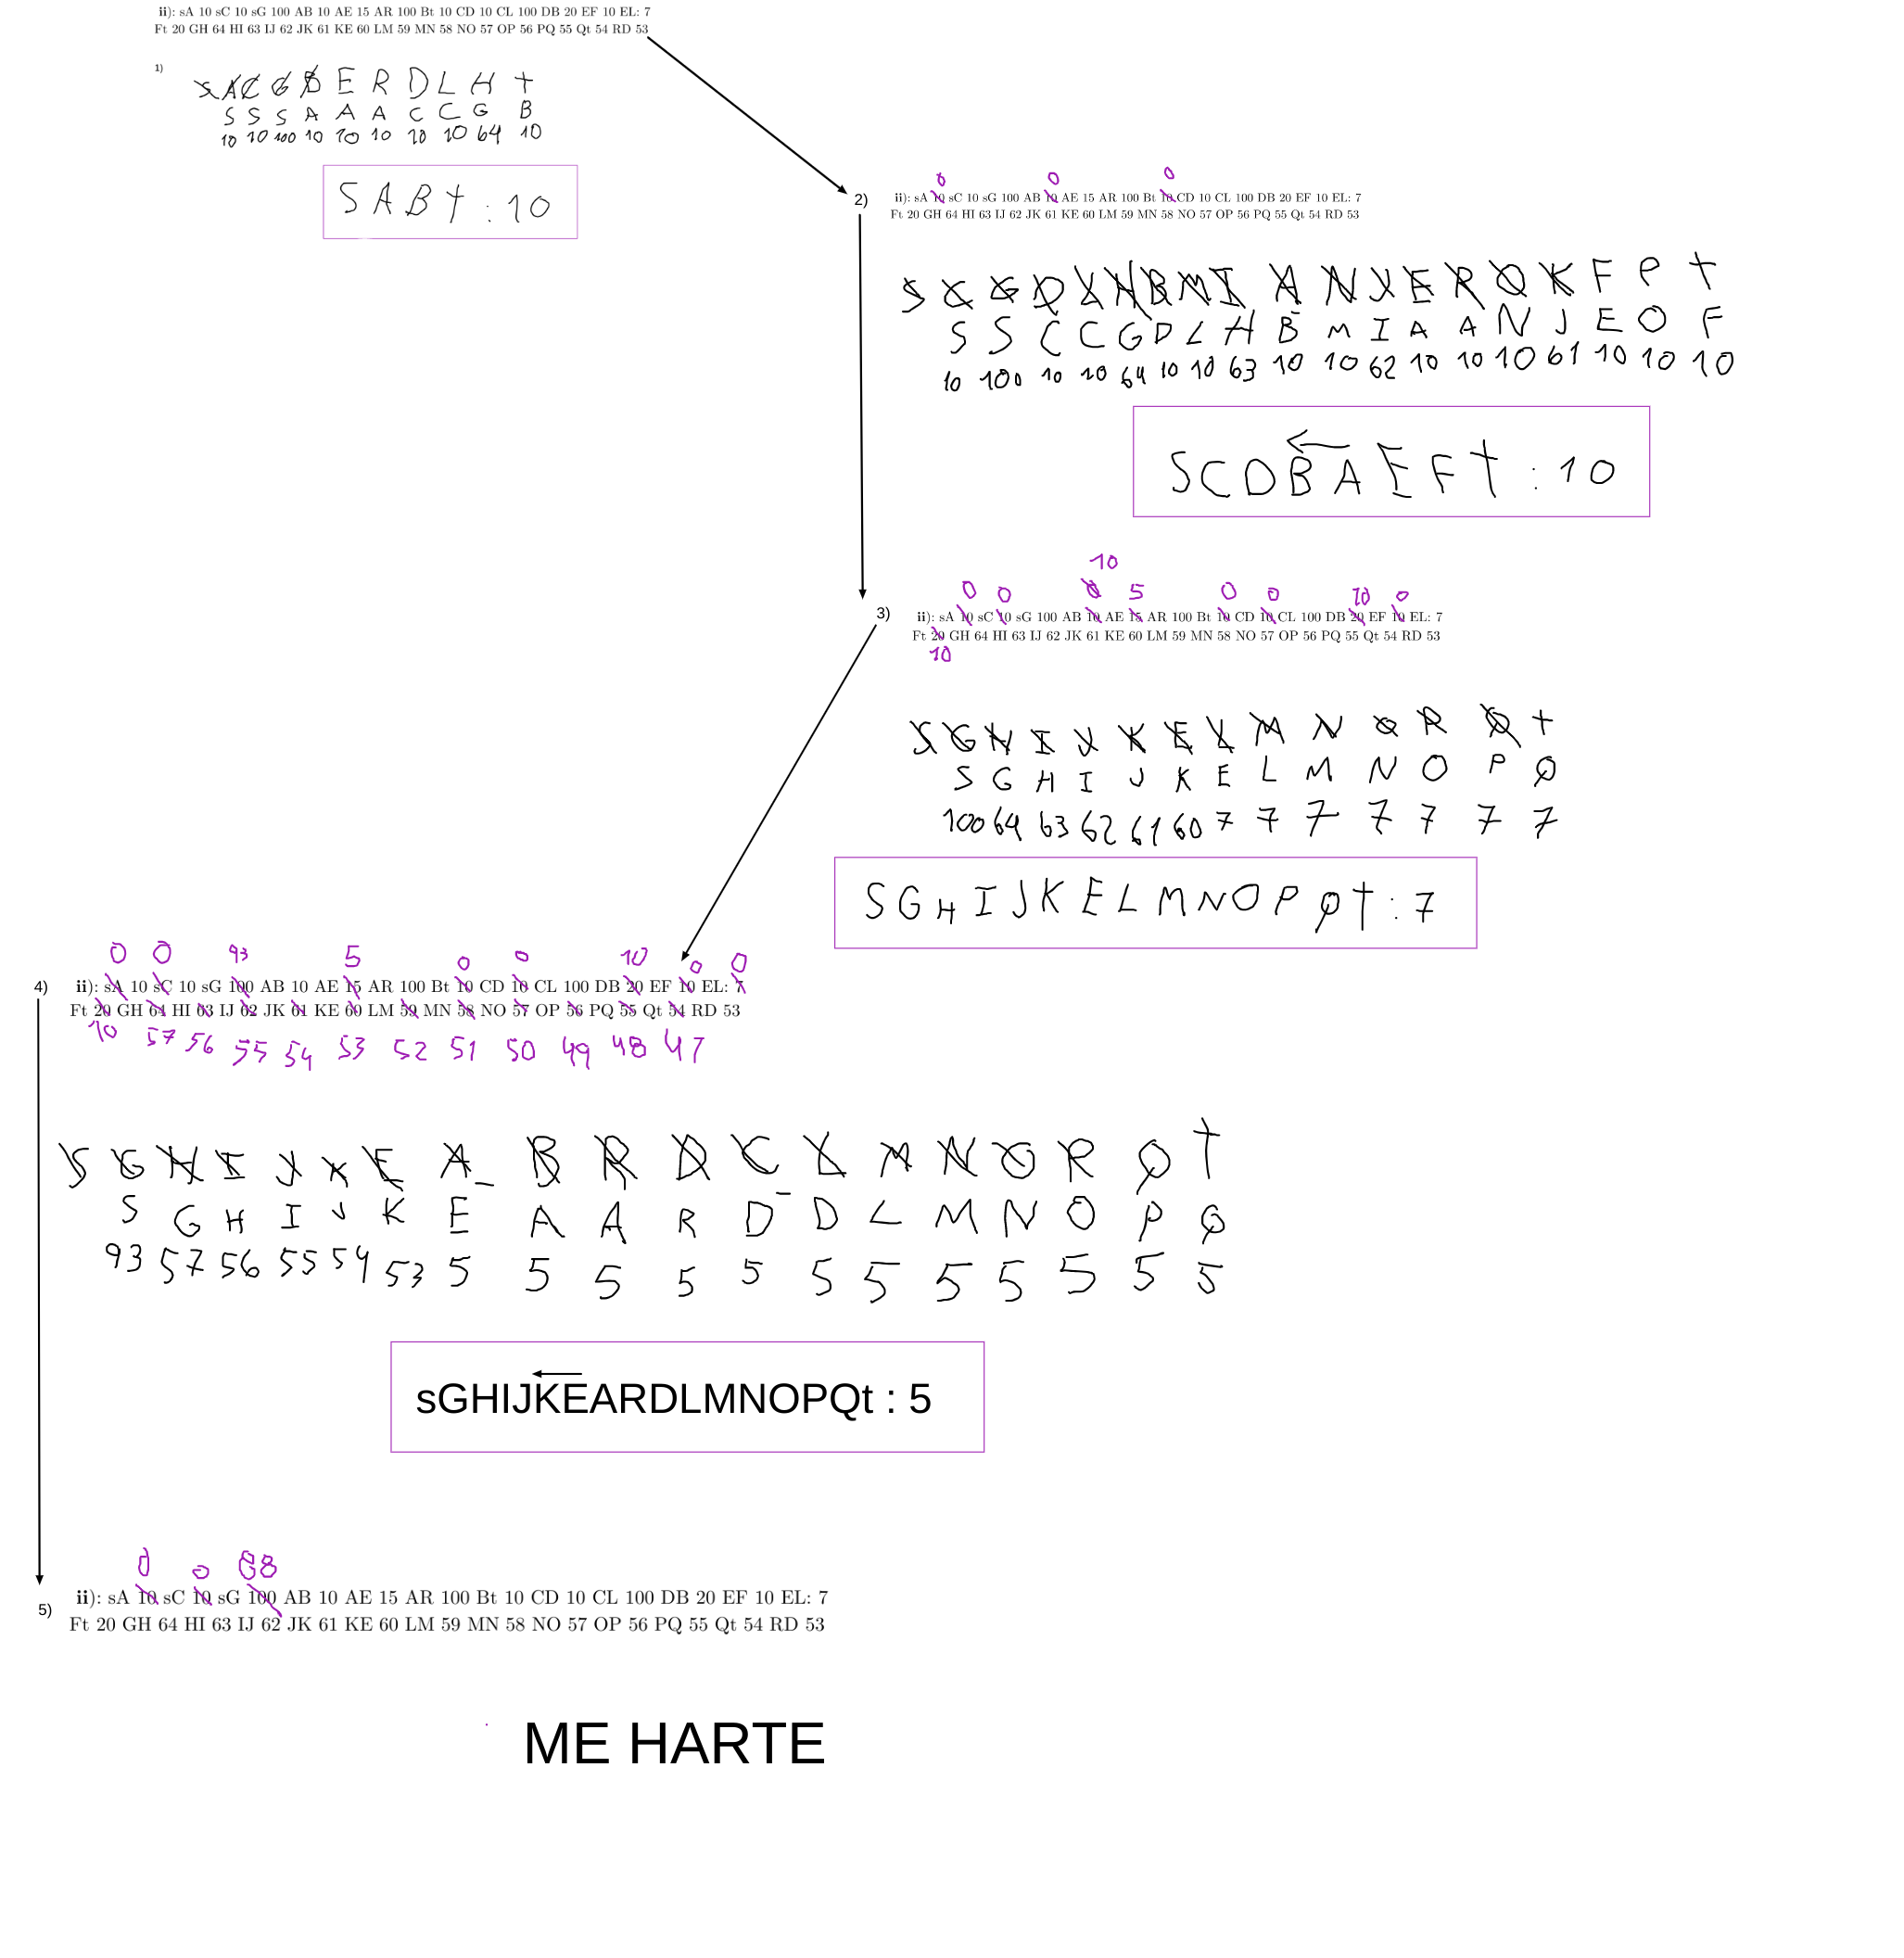 ii): sA 10 sC 10 sG 100 AB 10 AE 15 AR 100 Bt 10 CD 10 CL 100 DB 20 EF 10 EL: 7
Ft 20 GH 64 HI 63 IJ 62 JK 61 KE 60 LM 59 MN 58 NO 57 OP 56 PQ 55 Qt 54 RD 53
1)
S A C G B E R D L H t
S S S A A A C C G B
10 10 100 10 10 10 10 10 64 10
S A B t : 10
0 0 0
2)
ii): sA 10 sC 10 sG 100 AB 10 AE 15 AR 100 Bt 10 CD 10 CL 100 DB 20 EF 10 EL: 7
Ft 20 GH 64 HI 63 IJ 62 JK 61 KE 60 LM 59 MN 58 NO 57 OP 56 PQ 55 Qt 54 RD 53
S C G D L H B M I A N J E R O K F P t
S S C C G D L H B M I A A N J E O F
10 100 10 10 64 10 10 63 10 10 62 10 10 10 61 10 10 10
S C D B A E F t : 10
10
0 0 0 5 0 0 10 0
3)
ii): sA 10 sC 10 sG 100 AB 10 AE 15 AR 100 Bt 10 CD 10 CL 100 DB 20 EF 10 EL: 7
Ft 20 GH 64 HI 63 IJ 62 JK 61 KE 60 LM 59 MN 58 NO 57 OP 56 PQ 55 Qt 54 RD 53
10
S G H I J K E L M N O P Q t
S G H I J K E L M N O P Q
100 64 63 62 61 60 7 7 7 7 7 7 7
S G H I J K E L M N O P Q t : 7
0 0 93 5 0 0 10 0 0
4)
ii): sA 10 sC 10 sG 100 AB 10 AE 15 AR 100 Bt 10 CD 10 CL 100 DB 20 EF 10 EL: 7
Ft 20 GH 64 HI 63 IJ 62 JK 61 KE 60 LM 59 MN 58 NO 57 OP 56 PQ 55 Qt 54 RD 53
10 57 56 55 54 53 52 51 50 49 48 47
S G H I J K E A B R D C L M N O P Q t
S G H I J K E A A R D D L M N O P Q
93 57 56 55 54 53 5 5 5 5 5 5 5 5 5 5 5 5
sGHIJKEARDLMNOPQt : 5
0 0 88
5)
ii): sA 10 sC 10 sG 100 AB 10 AE 15 AR 100 Bt 10 CD 10 CL 100 DB 20 EF 10 EL: 7
Ft 20 GH 64 HI 63 IJ 62 JK 61 KE 60 LM 59 MN 58 NO 57 OP 56 PQ 55 Qt 54 RD 53
ME HARTE